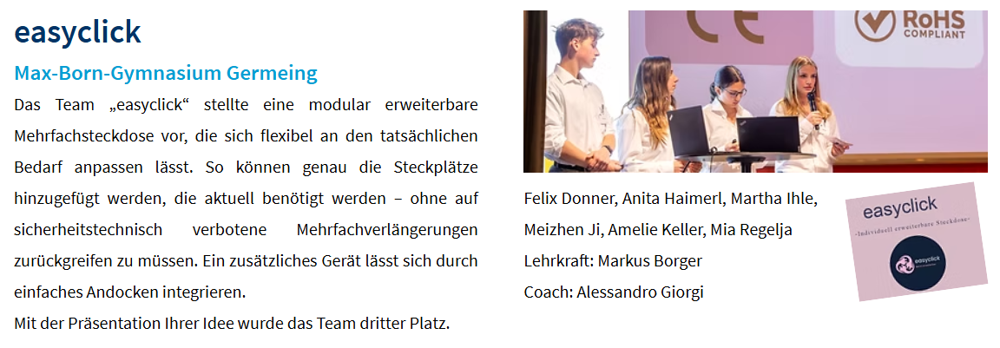 easyclick
Max-Born-Gymnasium Germeing
Das Team „easyclick“ stellte eine modular erweiterbare
Mehrfachsteckdose vor, die sich flexibel an den tatsächlichen
Bedarf anpassen lässt. So können genau die Steckplätze
hinzugefügt werden, die aktuell benötigt werden – ohne auf
sicherheitstechnisch verbotene Mehrfachverlängerungen
zurückgreifen zu müssen. Ein zusätzliches Gerät lässt sich durch
einfaches Andocken integrieren.
Mit der Präsentation Ihrer Idee wurde das Team dritter Platz.
CE
RoHS
COMPLIANT
Felix Donner, Anita Haimerl, Martha Ihle,
Meizhen Ji, Amelie Keller, Mia Regelja
Lehrkraft: Markus Borger
Coach: Alessandro Giorgi
easyclick
-Individuell erweiterbare Steckdose-
easyclick